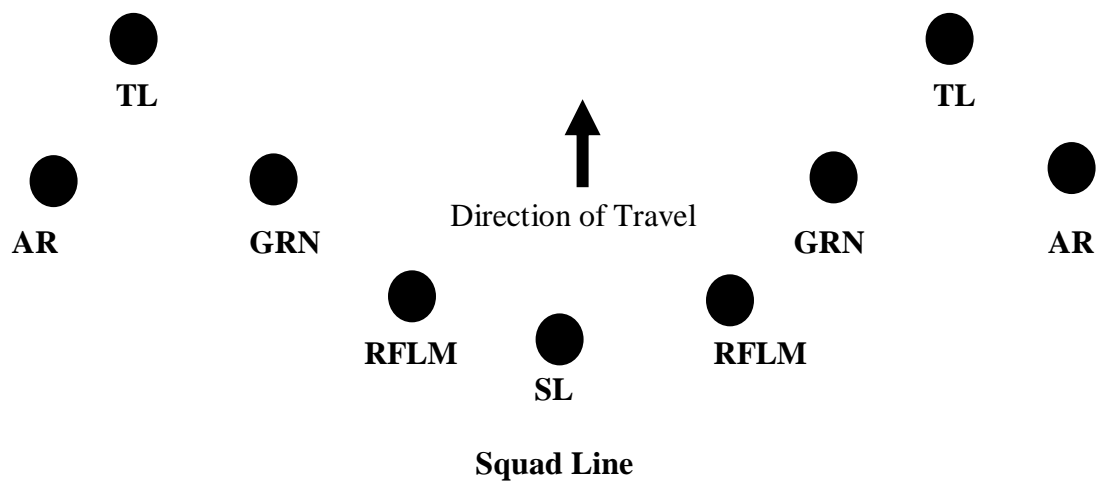 TL TL
Direction of Travel
AR GRN GRN AR
RFLM RFLM
SL
Squad Line